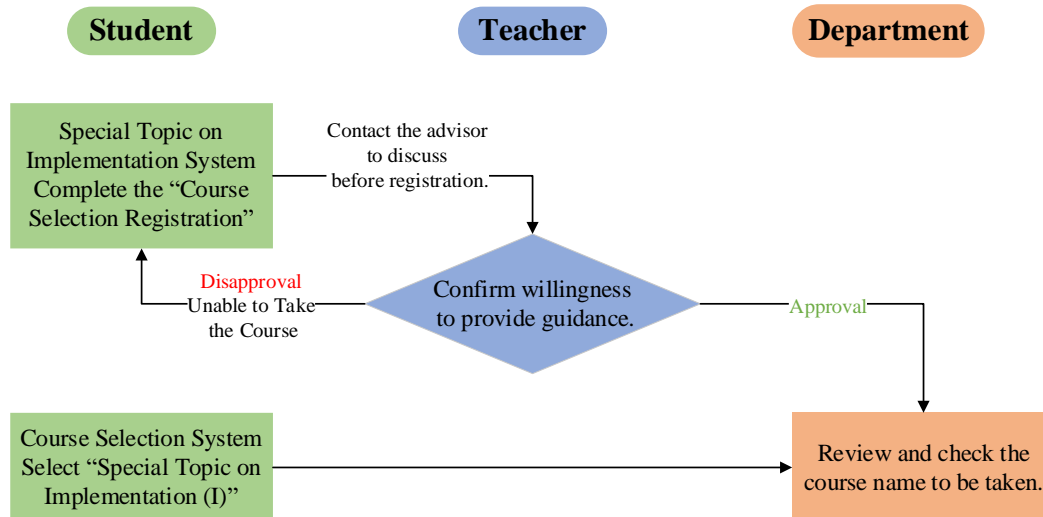 Student
Teacher
Department
Special Topic on
Implementation System
Complete the “Course
Selection Registration”
Contact the advisor
to discuss
before registration.
Disapproval
Unable to Take
the Course
Confirm willingness
to provide guidance.
Approval
Course Selection System
Select “Special Topic on
Implementation (I)”
Review and check the
course name to be taken.